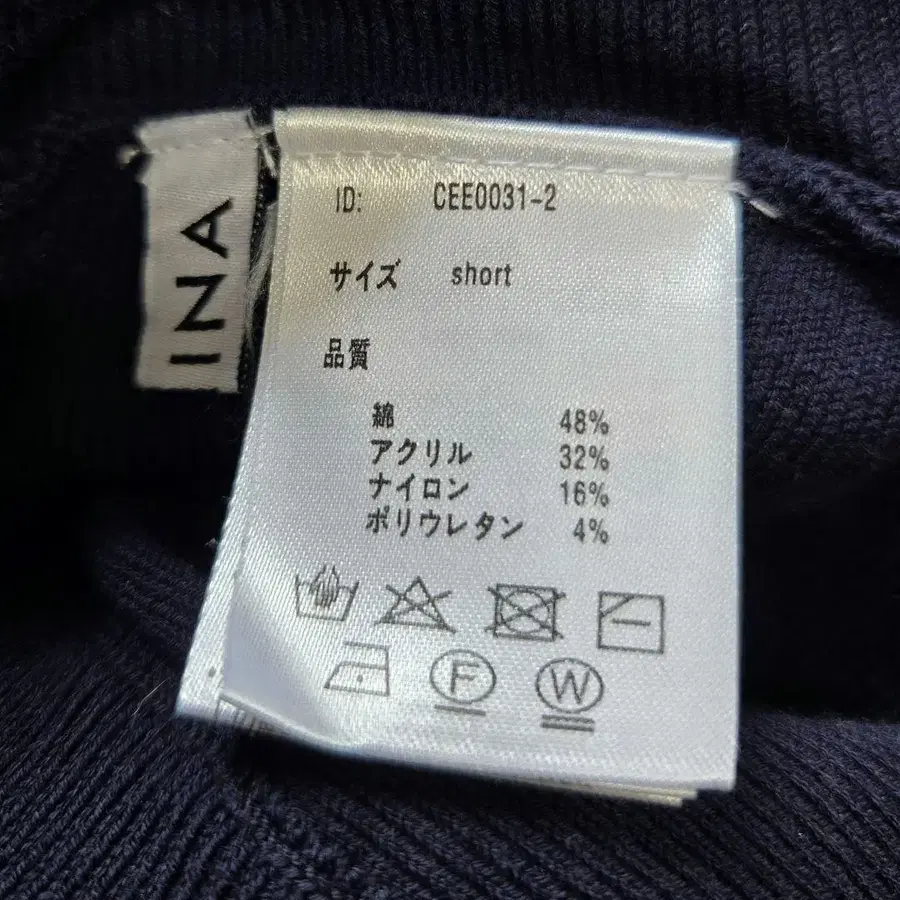 INA
ID: CEE0031-2
サイズ short
品質
綿 48%
アクリル 32%
ナイロン 16%
ポリウレタン 4%
F
W